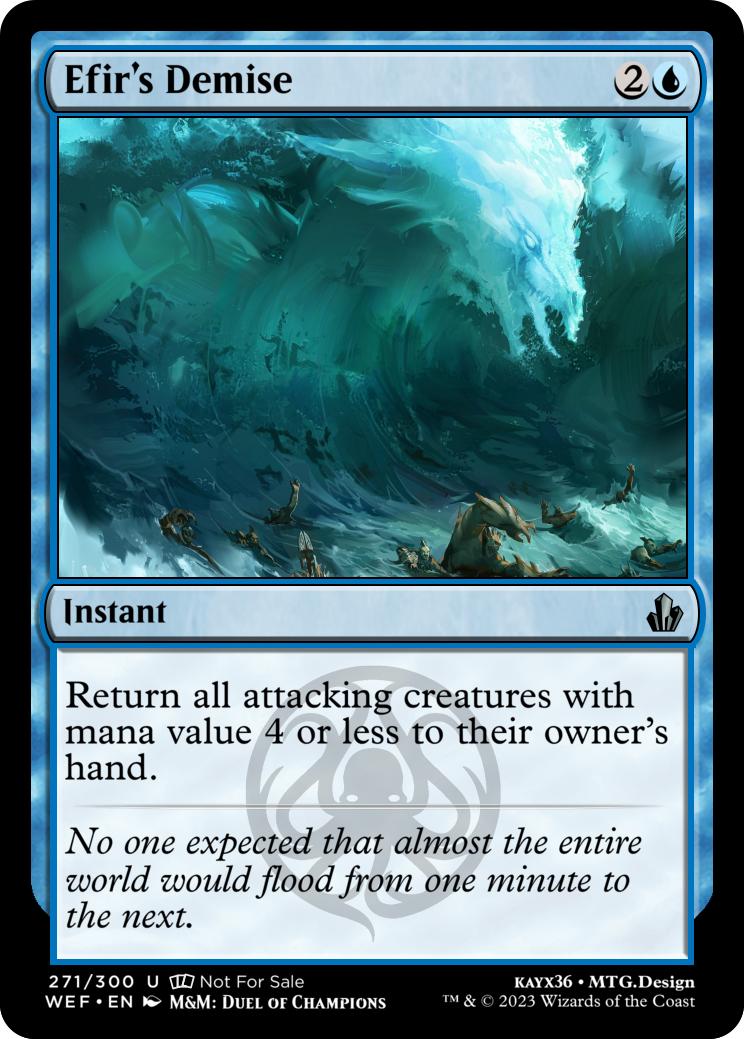 Efir's Demise 2
Instant
Return all attacking creatures with
mana value 4 or less to their owner's
hand.
No one expected that almost the entire
world would flood from one minute to
the next.
271/300 U Not For Sale
WEF • EN M&M: Duel of Champions
kayx36 • MTG.Design
™ & © 2023 Wizards of the Coast